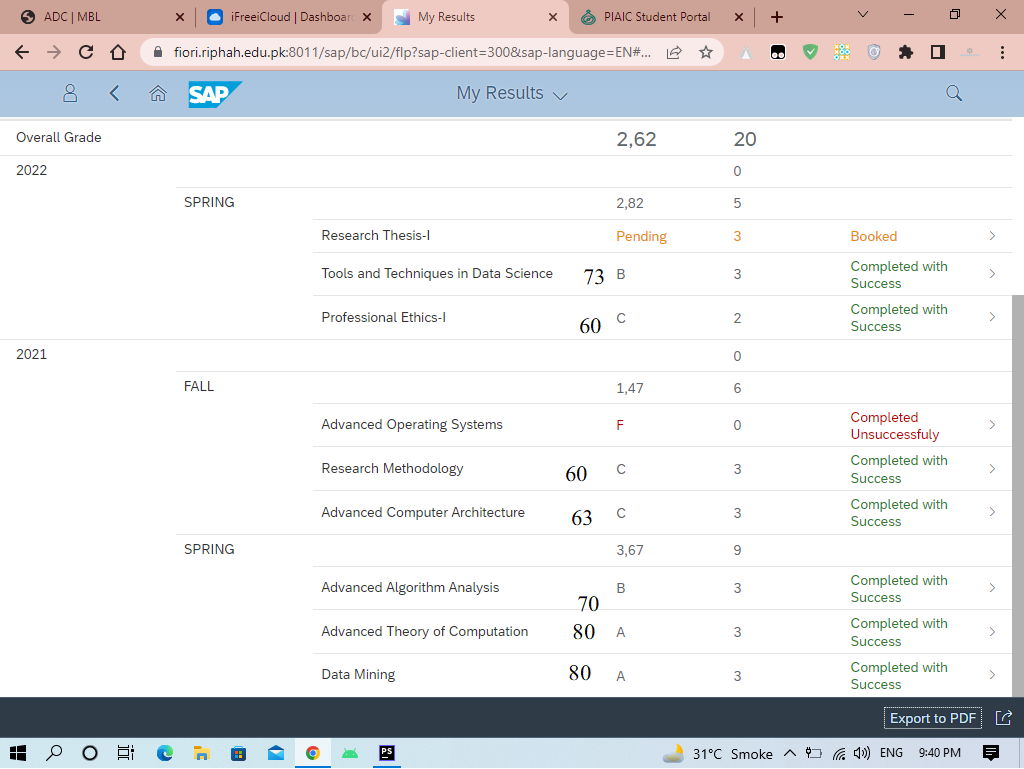 ADC | MBL
iFreeiCloud | Dashboar
My Results
PIAIC Student Portal
fiori.riphah.edu.pk:8011/sap/bc/ui2/flp?sap-client=300&sap-language=EN#...
SAP
My Results
Overall Grade 2,62 20
2022 0
SPRING 2,82 5
Research Thesis-I Pending 3 Booked
Tools and Techniques in Data Science 73 B 3 Completed with
Success
Professional Ethics-I 60 C 2 Completed with
Success
2021 0
FALL 1,47 6
Advanced Operating Systems F 0 Completed
Unsuccessfuly
Research Methodology 60 C 3 Completed with
Success
Advanced Computer Architecture 63 C 3 Completed with
Success
SPRING 3,67 9
Advanced Algorithm Analysis 70 B 3 Completed with
Success
Advanced Theory of Computation 80 A 3 Completed with
Success
Data Mining 80 A 3 Completed with
Success
Export to PDF
PS 31°C Smoke ENG 9:40 PM